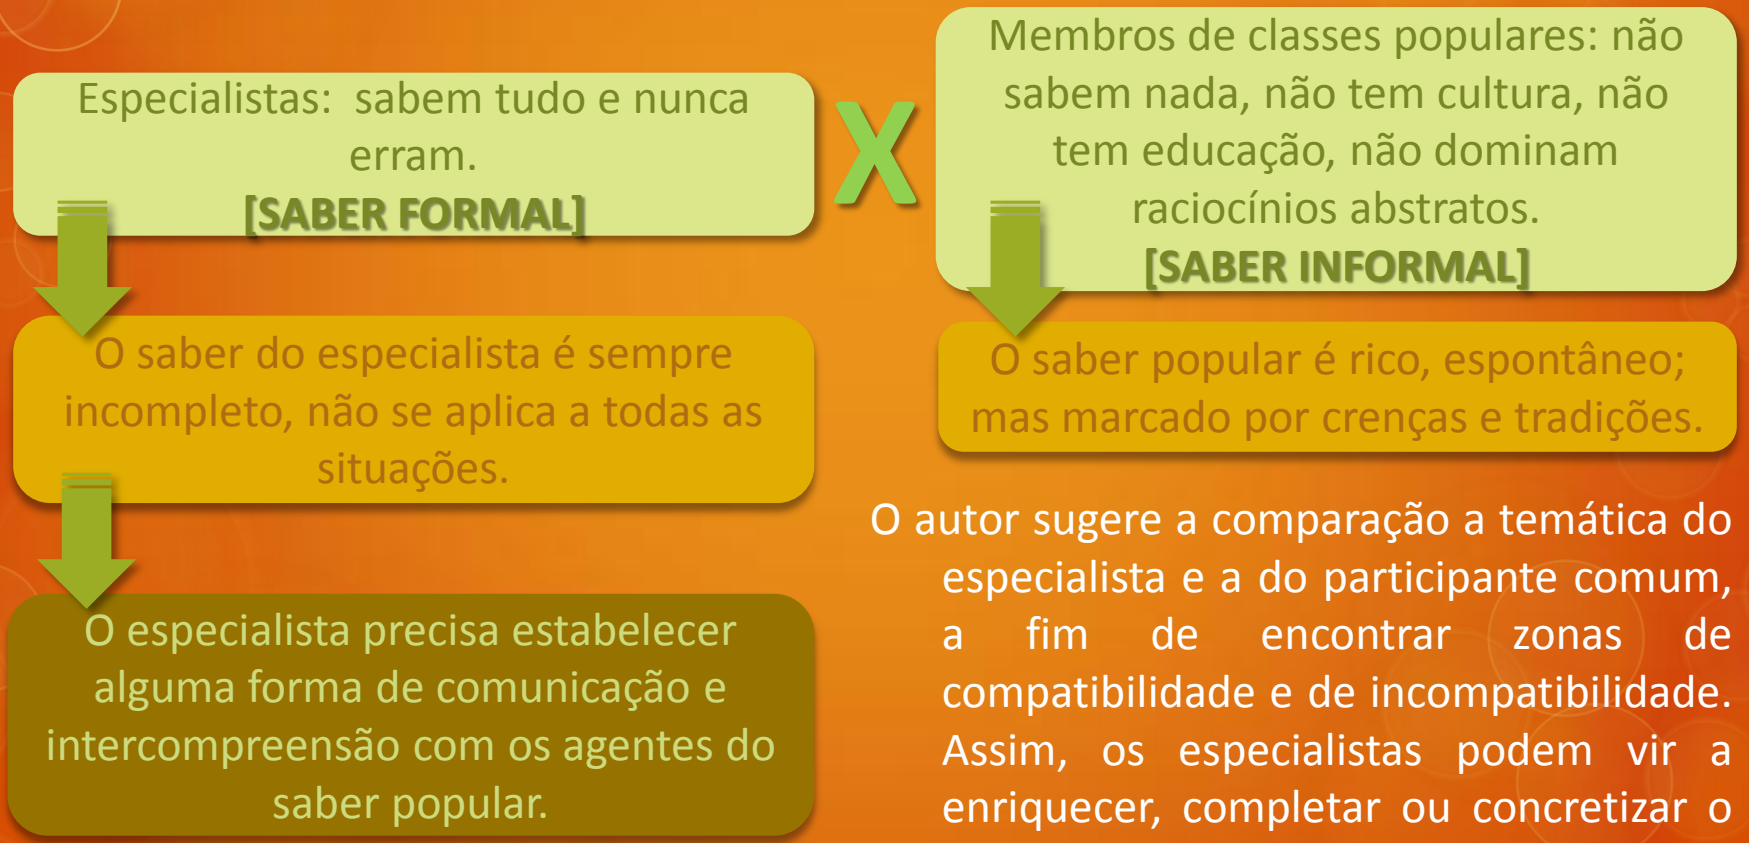 Especialistas: sabem tudo e nunca
erram.
[SABER FORMAL]
X
Membros de classes populares: não
sabem nada, não tem cultura, não
tem educação, não dominam
raciocínios abstratos.
[SABER INFORMAL]
O saber do especialista é sempre
incompleto, não se aplica a todas as
situações.
O saber popular é rico, espontâneo;
mas marcado por crenças e tradições.
O especialista precisa estabelecer
alguma forma de comunicação e
intercompreensão com os agentes do
saber popular.
O autor sugere a comparação a temática do
especialista e a do participante comum,
a fim de encontrar zonas de
compatibilidade e de incompatibilidade.
Assim, os especialistas podem vir a
enriquecer, completar ou concretizar o